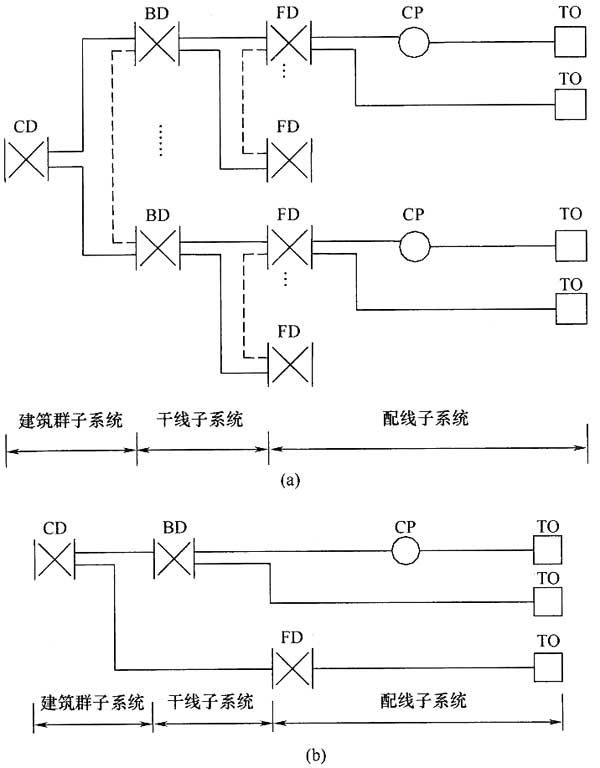 BD FD CP TO
TO
CD FD
BD FD CP TO
TO
FD
建筑群子系统 干线子系统 配线子系统
(a)
CD BD CP TO
TO
FD TO
建筑群子系统 干线子系统 配线子系统
(b)